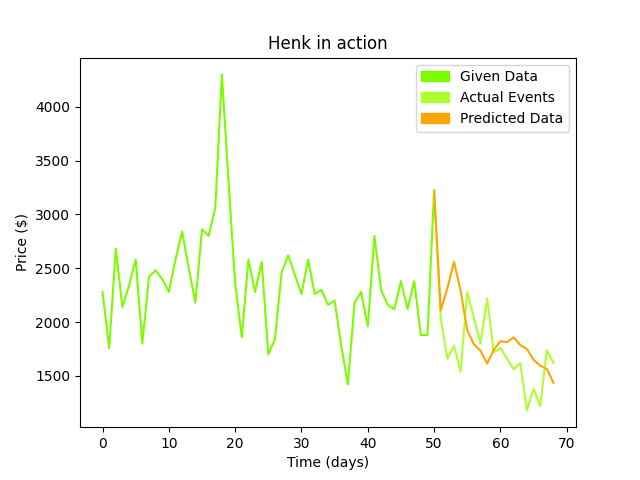 Henk in action
Given Data
Actual Events
Predicted Data
Price ($)
4000
3500
3000
2500
2000
1500
0 10 20 30 40 50 60 70
Time (days)